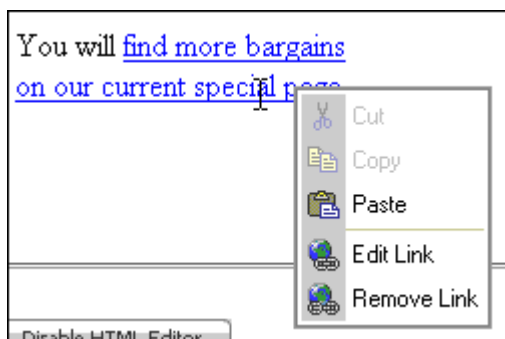 You will find more bargains
on our current special page
Cut
Copy
Paste
Edit Link
Remove Link
Disable HTML Editor